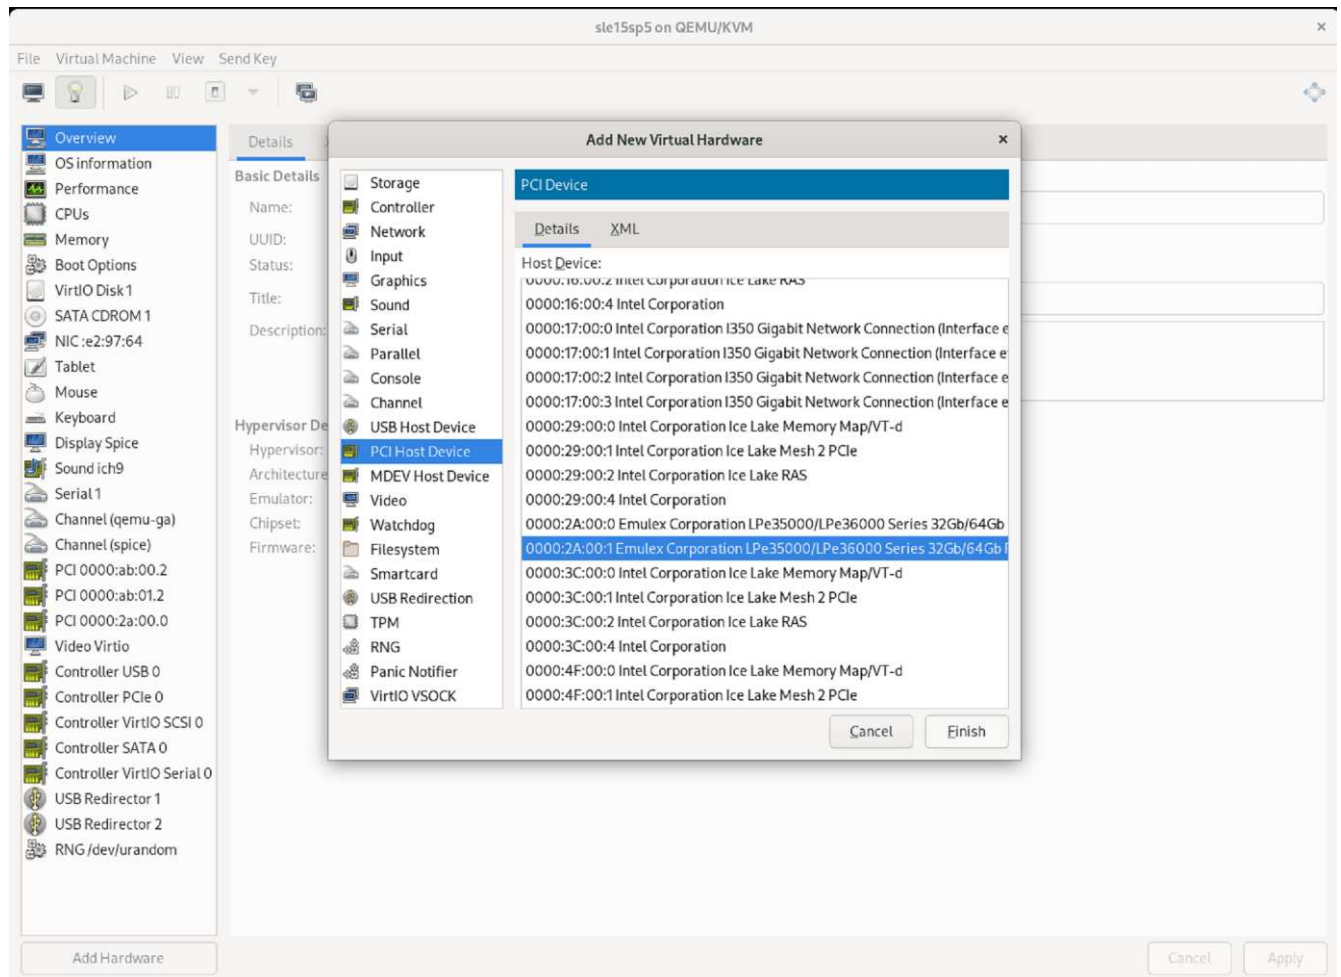 sle15sp5 on QEMU/KVM
File Virtual Machine View Send Key
Overview
OS information
Performance
CPUs
Memory
Boot Options
VirtIO Disk 1
SATA CDROM 1
NIC :e2:97:64
Tablet
Mouse
Keyboard
Display Spice
Sound ich9
Serial 1
Channel (qemu-ga)
Channel (spice)
PCI 0000:ab:00.2
PCI 0000:ab:01.2
PCI 0000:2a:00.0
Video Virtio
Controller USB 0
Controller PCIe 0
Controller VirtIO SCSI 0
Controller SATA 0
Controller VirtIO Serial 0
USB Redirector 1
USB Redirector 2
RNG /dev/urandom
Add Hardware
Details
Basic Details
Name:
UUID:
Status:
Title:
Description:
Hypervisor De
Hypervisor:
Architecture
Emulator:
Chipset:
Firmware:
Add New Virtual Hardware
Storage
Controller
Network
Input
Graphics
Sound
Serial
Parallel
Console
Channel
USB Host Device
PCI Host Device
MDEV Host Device
Video
Watchdog
Filesystem
Smartcard
USB Redirection
TPM
RNG
Panic Notifier
VirtIO VSOCK
PCI Device
Details XML
Host Device:
0000:16:00:2 Intel Corporation Ice Lake RAS
0000:16:00:4 Intel Corporation
0000:17:00:0 Intel Corporation I350 Gigabit Network Connection (Interface e
0000:17:00:1 Intel Corporation I350 Gigabit Network Connection (Interface e
0000:17:00:2 Intel Corporation I350 Gigabit Network Connection (Interface e
0000:17:00:3 Intel Corporation I350 Gigabit Network Connection (Interface e
0000:29:00:0 Intel Corporation Ice Lake Memory Map/VT-d
0000:29:00:1 Intel Corporation Ice Lake Mesh 2 PCIe
0000:29:00:2 Intel Corporation Ice Lake RAS
0000:29:00:4 Intel Corporation
0000:2A:00:0 Emulex Corporation LPe35000/LPe36000 Series 32Gb/64Gb
0000:2A:00:1 Emulex Corporation LPe35000/LPe36000 Series 32Gb/64Gb F
0000:3C:00:0 Intel Corporation Ice Lake Memory Map/VT-d
0000:3C:00:1 Intel Corporation Ice Lake Mesh 2 PCIe
0000:3C:00:2 Intel Corporation Ice Lake RAS
0000:3C:00:4 Intel Corporation
0000:4F:00:0 Intel Corporation Ice Lake Memory Map/VT-d
0000:4F:00:1 Intel Corporation Ice Lake Mesh 2 PCIe
Cancel Finish
Cancel Apply